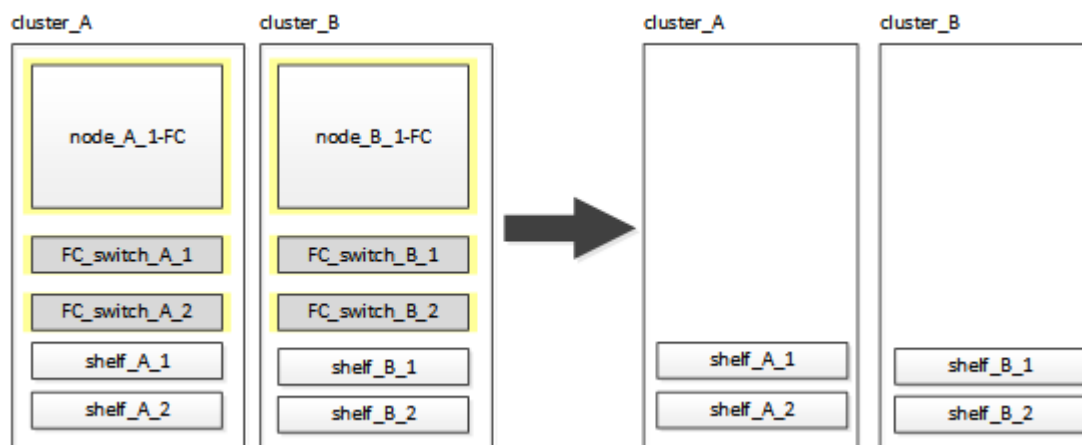 cluster_A
cluster_B
cluster_A
cluster_B
node_A_1-FC
node_B_1-FC
FC_switch_A_1
FC_switch_B_1
FC_switch_A_2
FC_switch_B_2
shelf_A_1
shelf_B_1
shelf_A_1
shelf_B_1
shelf_A_2
shelf_B_2
shelf_A_2
shelf_B_2